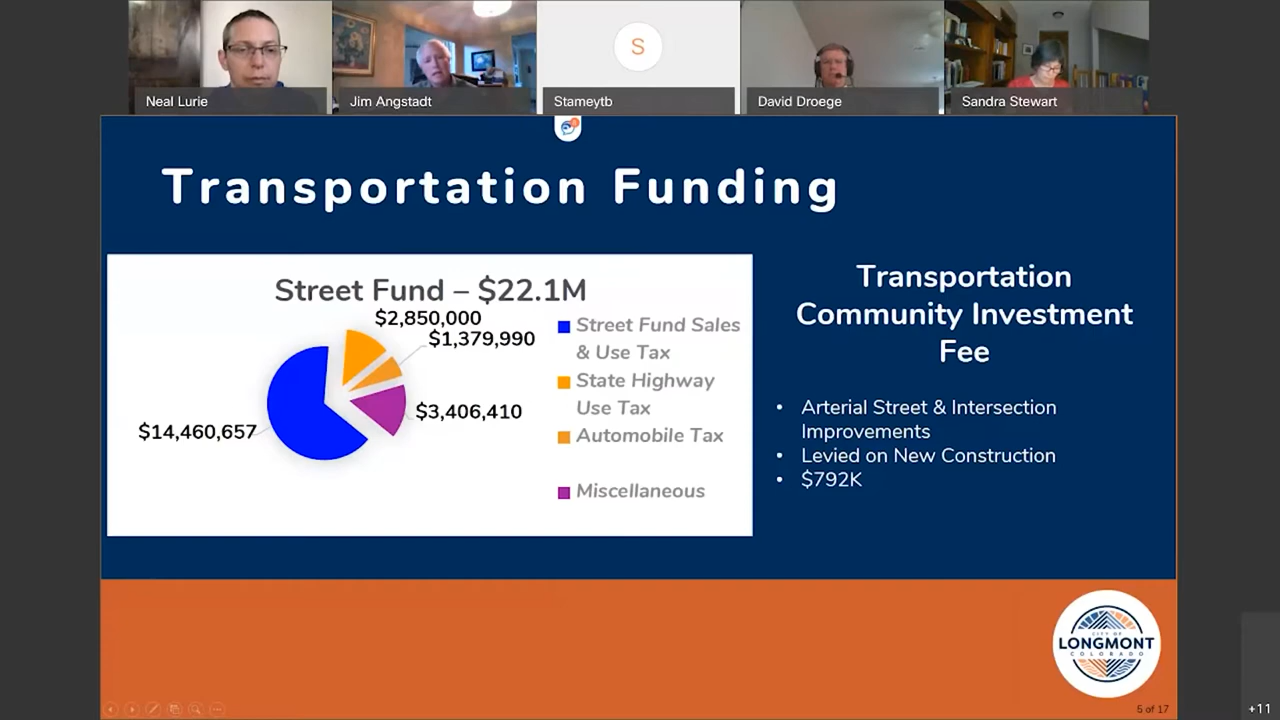 Neal Lurie
Jim Angstadt
S
Stameytb
David Droege
Sandra Stewart
Transportation Funding
Street Fund – $22.1M
$2,850,000
$1,379,990
$3,406,410
$14,460,657
Street Fund Sales
& Use Tax
State Highway
Use Tax
Automobile Tax
Miscellaneous
Transportation
Community Investment
Fee
• Arterial Street & Intersection
Improvements
• Levied on New Construction
• $792K
CITY OF
LONGMONT
COLORADO
5 of 17
+11